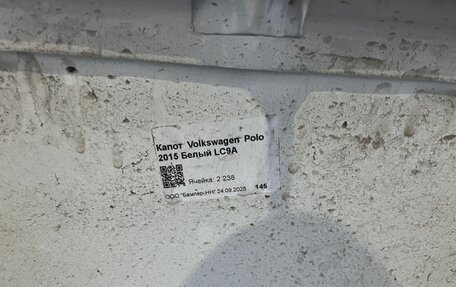 Капот Volkswagen Polo
2015 Белый LC9A
Ячейка: 2 238
ООО "Бампер-НН" 24.09.2025 145